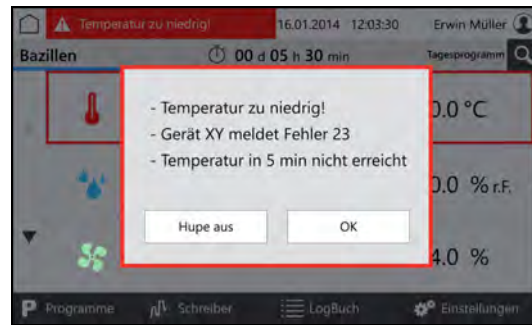 Temperatur zu niedrig!
16.01.2014 12:03:30
Erwin Müller
Bazillen
00 d 05 h 30 min
Tagesprogramm
- Temperatur zu niedrig!
- Gerät XY meldet Fehler 23
- Temperatur in 5 min nicht erreicht
0.0 °C
0.0 % r.F.
4.0 %
Hupe aus
OK
P Programme
Schreiber
LogBuch
Einstellungen